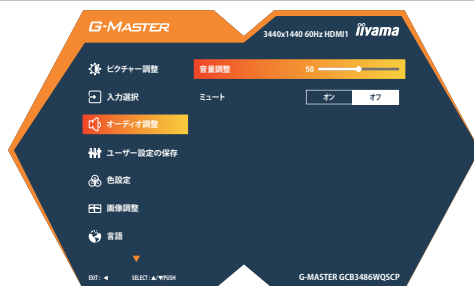 G-MASTER
3440x1440 60Hz HDMI1 iiyama
ピクチャー調整
音量調整 50
入力選択
ミュート オン オフ
オーディオ調整
ユーザー設定の保存
色設定
画像調整
言語
EXIT : ◀ SELECT : ▲/▼/PUSH G-MASTER GCB3486WQSCP